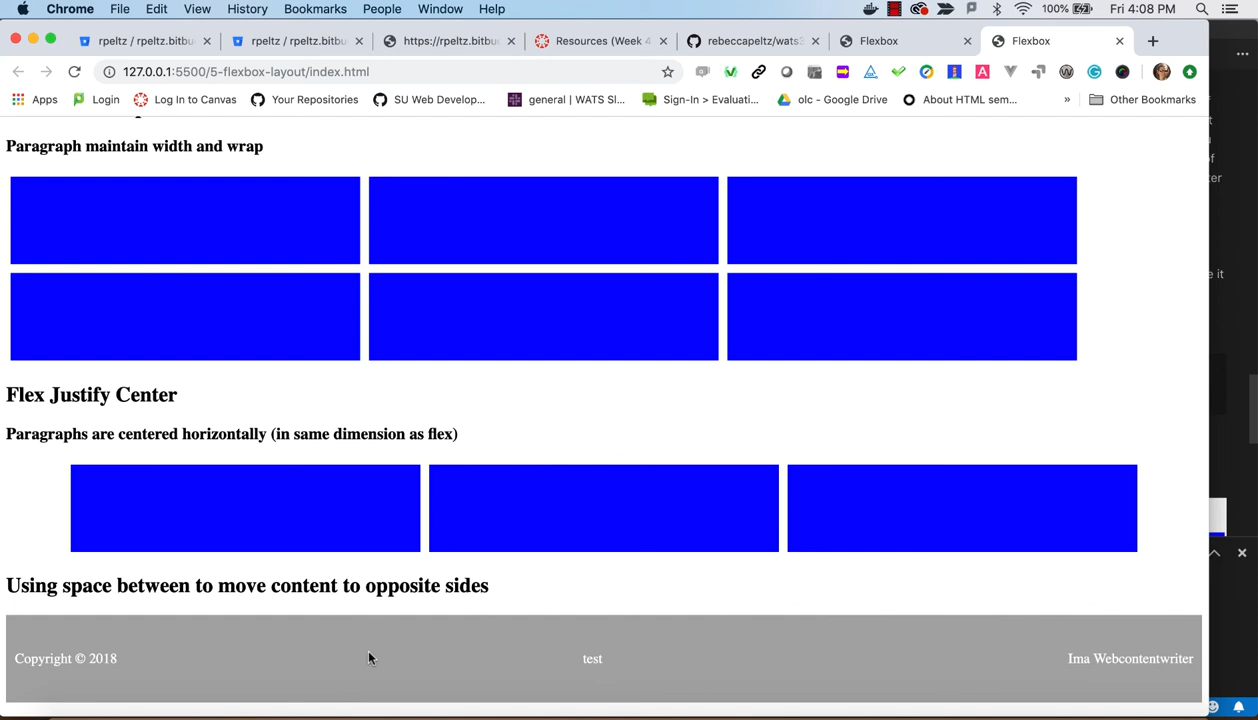 Chrome File Edit View History Bookmarks People Window Help 100% Fri 4:08 PM
rpeltz / rpeltz.bitbu rpeltz / rpeltz.bitbu https://rpeltz.bitbu Resources (Week 4 rebeccapeltz/wats3 Flexbox Flexbox
127.0.0.1:5500/5-flexbox-layout/index.html
Apps Login Log In to Canvas Your Repositories SU Web Develop... general | WATS Sl... Sign-In > Evaluati... olc - Google Drive About HTML sem... » Other Bookmarks
Paragraph maintain width and wrap
Flex Justify Center
Paragraphs are centered horizontally (in same dimension as flex)
Using space between to move content to opposite sides
Copyright © 2018 test Ima Webcontentwriter